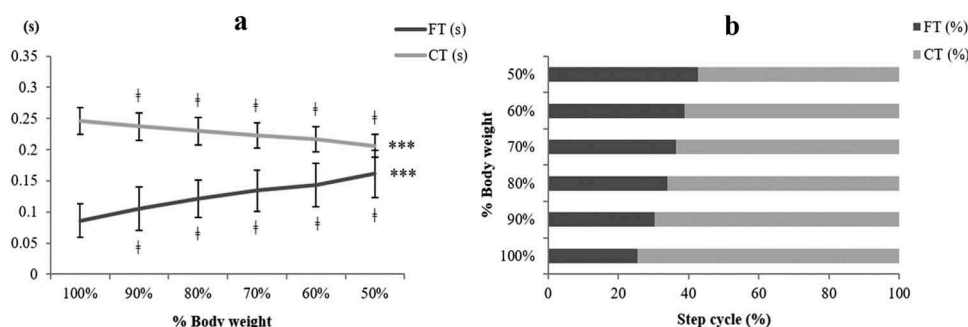 (s)
a
FT (s)
CT (s)
0.35
0.3
0.25
0.2
0.15
0.1
0.05
0
ǂ ǂ ǂ ǂ ǂ
***
***
ǂ ǂ ǂ ǂ ǂ
100% 90% 80% 70% 60% 50%
% Body weight
b
FT (%)
CT (%)
% Body weight
50%
60%
70%
80%
90%
100%
0 20 40 60 80 100
Step cycle (%)